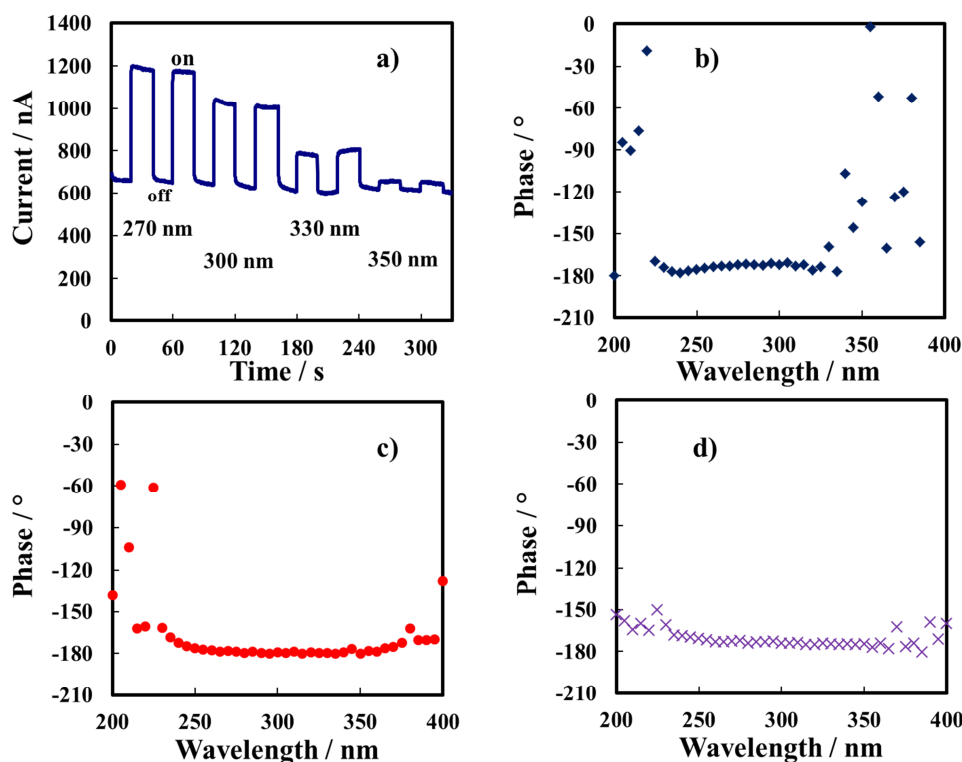 a)
Current / nA
1400
1200
1000
800
600
400
200
0
on
off
270 nm
300 nm
330 nm
350 nm
0 60 120 180 240 300
Time / s
b)
Phase / °
0
-30
-60
-90
-120
-150
-180
-210
200 250 300 350 400
Wavelength / nm
c)
Phase / °
0
-30
-60
-90
-120
-150
-180
-210
200 250 300 350 400
Wavelength / nm
d)
Phase / °
0
-30
-60
-90
-120
-150
-180
-210
200 250 300 350 400
Wavelength / nm